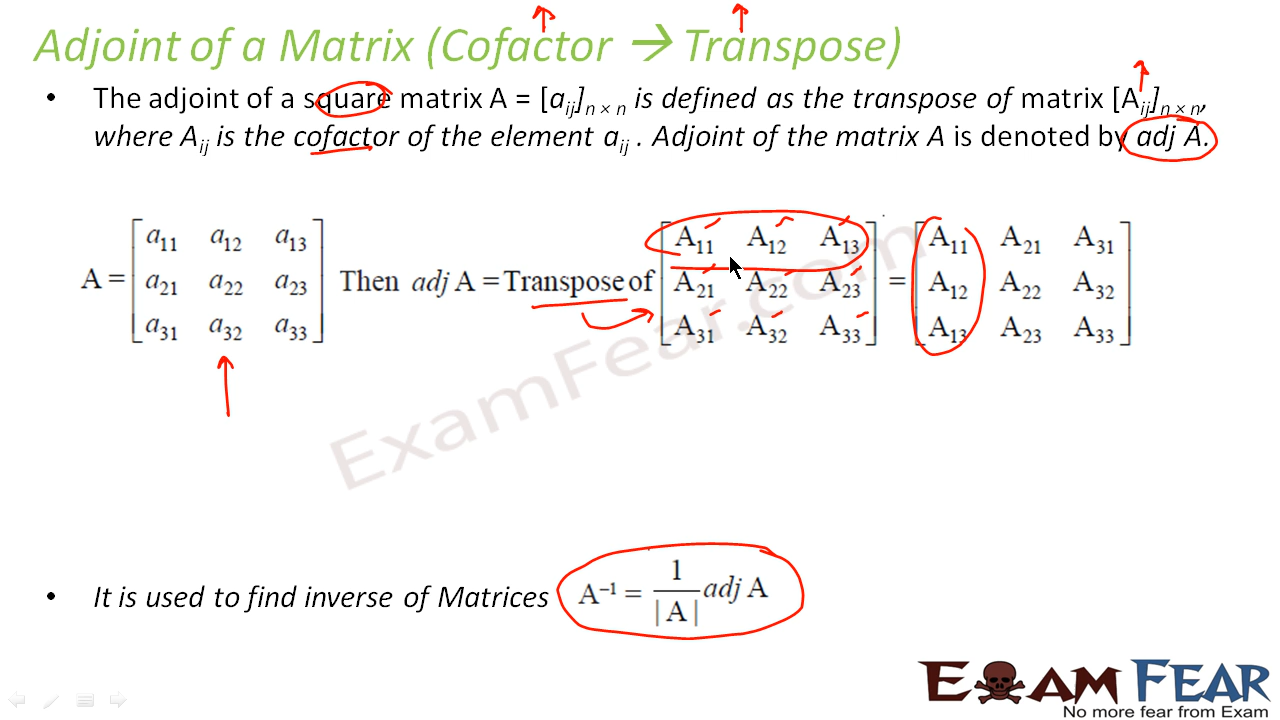 Adjoint of a Matrix (Cofactor → Transpose)
• The adjoint of a square matrix A = [aij]n × n is defined as the transpose of matrix [Aij]n × n,
where Aij is the cofactor of the element aij . Adjoint of the matrix A is denoted by adj A.
A = [a11 a12 a13
a21 a22 a23
a31 a32 a33]
Then adj A = Transpose of
[A11 A12 A13
A21 A22 A23
A31 A32 A33]
= [A11 A21 A31
A12 A22 A32
A13 A23 A33]
ExamFear.com
• It is used to find inverse of Matrices A⁻¹ = 1/|A| adj A
EXAM FEAR
No more fear from Exam